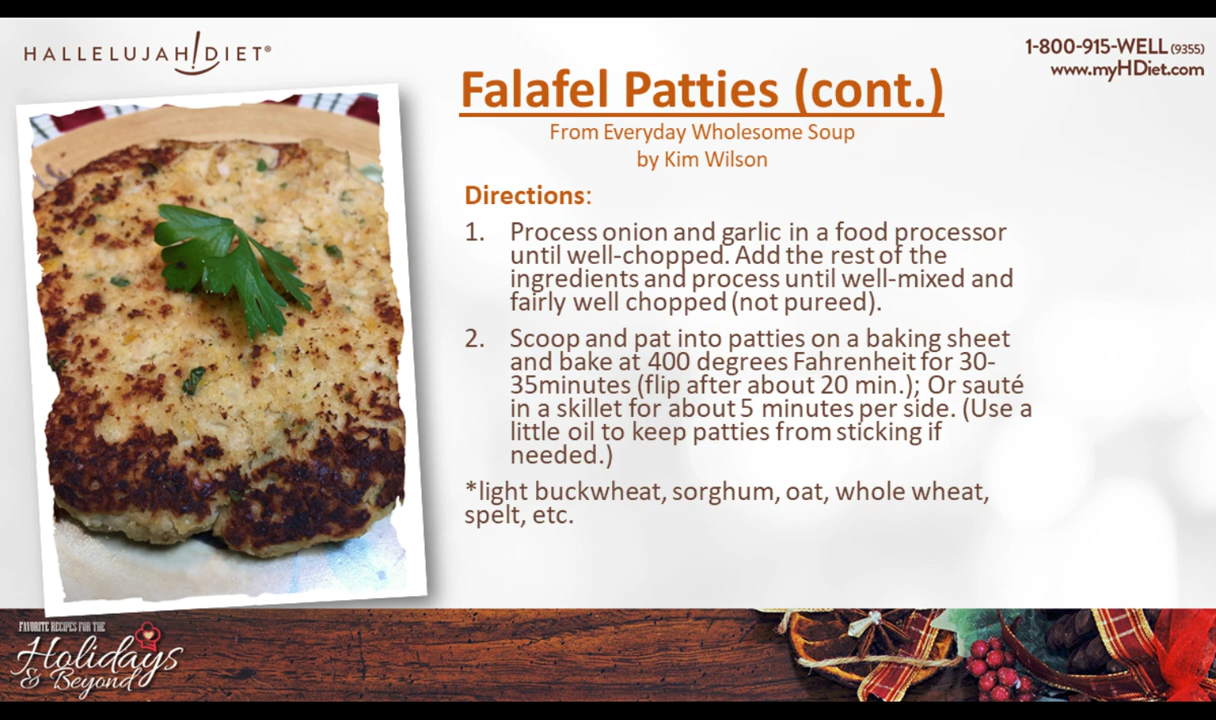 HALLELUJAH!DIET®
1-800-915-WELL (9355)
www.myHDiet.com
Falafel Patties (cont.)
From Everyday Wholesome Soup
by Kim Wilson
Directions:
1. Process onion and garlic in a food processor
until well-chopped. Add the rest of the
ingredients and process until well-mixed and
fairly well chopped (not pureed).
2. Scoop and pat into patties on a baking sheet
and bake at 400 degrees Fahrenheit for 30-
35minutes (flip after about 20 min.); Or sauté
in a skillet for about 5 minutes per side. (Use a
little oil to keep patties from sticking if
needed.)
*light buckwheat, sorghum, oat, whole wheat,
spelt, etc.
FAVORITE RECIPES FOR THE
Holidays
& Beyond